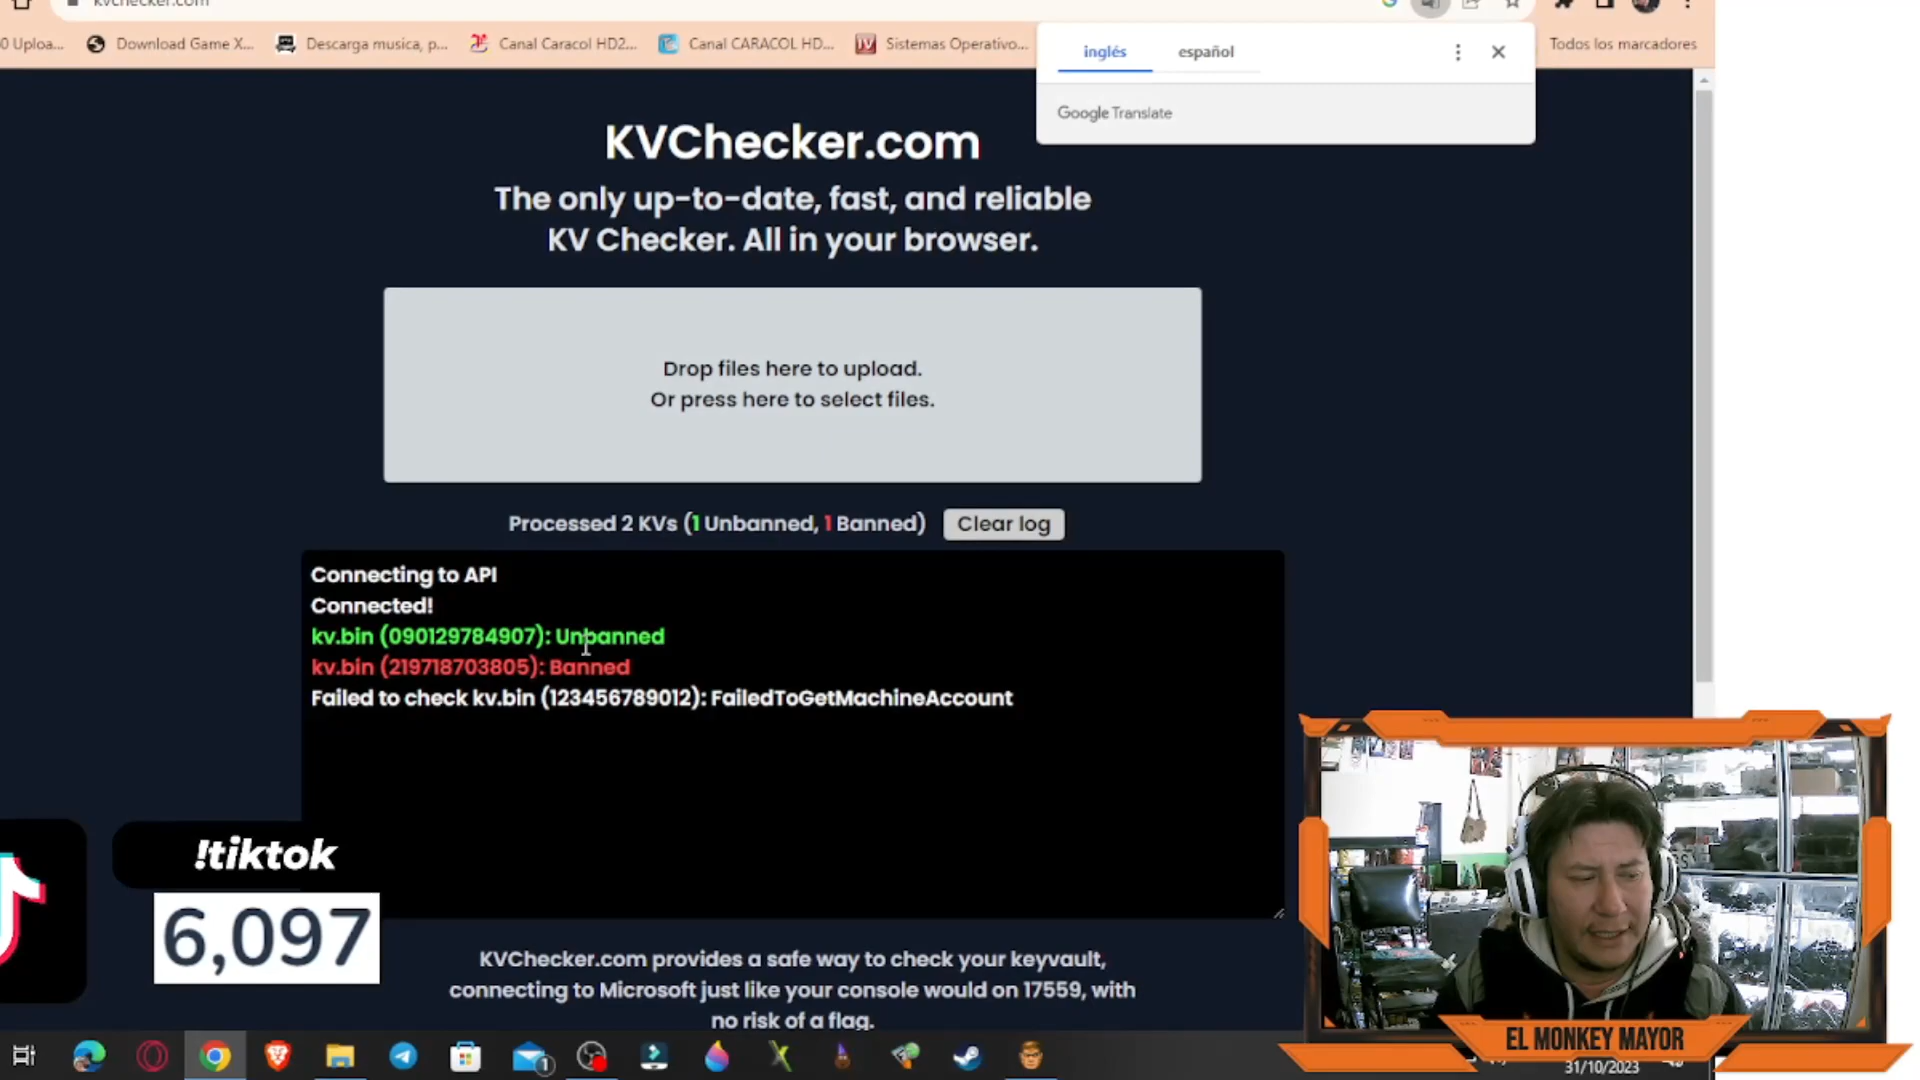 kvchecker.com
0 Uploa...
Download Game X...
Descarga musica, p...
Canal Caracol HD2...
Canal CARACOL HD...
Sistemas Operativo...
Todos los marcadores
inglés
español
Google Translate
KVChecker.com
The only up-to-date, fast, and reliable
KV Checker. All in your browser.
Drop files here to upload.
Or press here to select files.
Processed 2 KVs (1 Unbanned, 1 Banned)
Clear log
Connecting to API
Connected!
kv.bin (090129784907): Unbanned
kv.bin (219718703805): Banned
Failed to check kv.bin (123456789012): FailedToGetMachineAccount
!tiktok
6,097
KVChecker.com provides a safe way to check your keyvault,
connecting to Microsoft just like your console would on 17559, with
no risk of a flag.
EL MONKEY MAYOR
1
31/10/2023